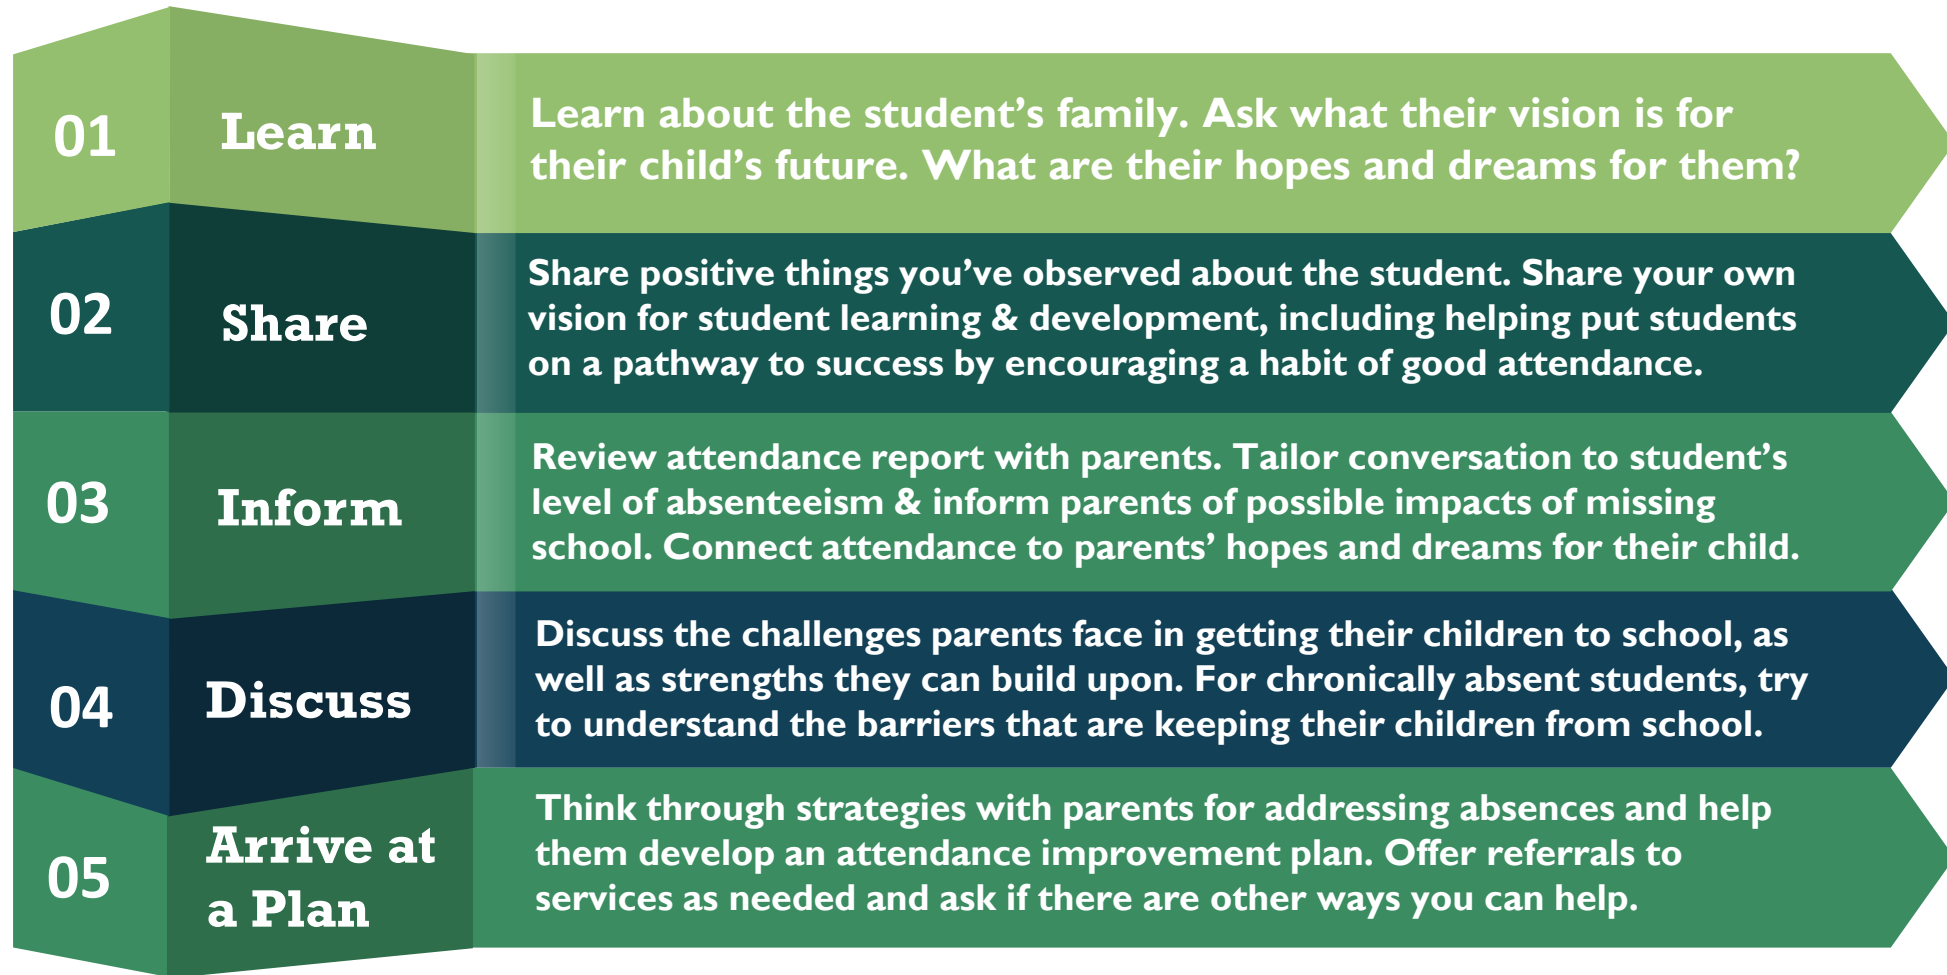 01
Learn
Learn about the student’s family. Ask what their vision is for
their child’s future. What are their hopes and dreams for them?
02
Share
Share positive things you’ve observed about the student. Share your own
vision for student learning & development, including helping put students
on a pathway to success by encouraging a habit of good attendance.
03
Inform
Review attendance report with parents. Tailor conversation to student’s
level of absenteeism & inform parents of possible impacts of missing
school. Connect attendance to parents’ hopes and dreams for their child.
04
Discuss
Discuss the challenges parents face in getting their children to school, as
well as strengths they can build upon. For chronically absent students, try
to understand the barriers that are keeping their children from school.
05
Arrive at
a Plan
Think through strategies with parents for addressing absences and help
them develop an attendance improvement plan. Offer referrals to
services as needed and ask if there are other ways you can help.